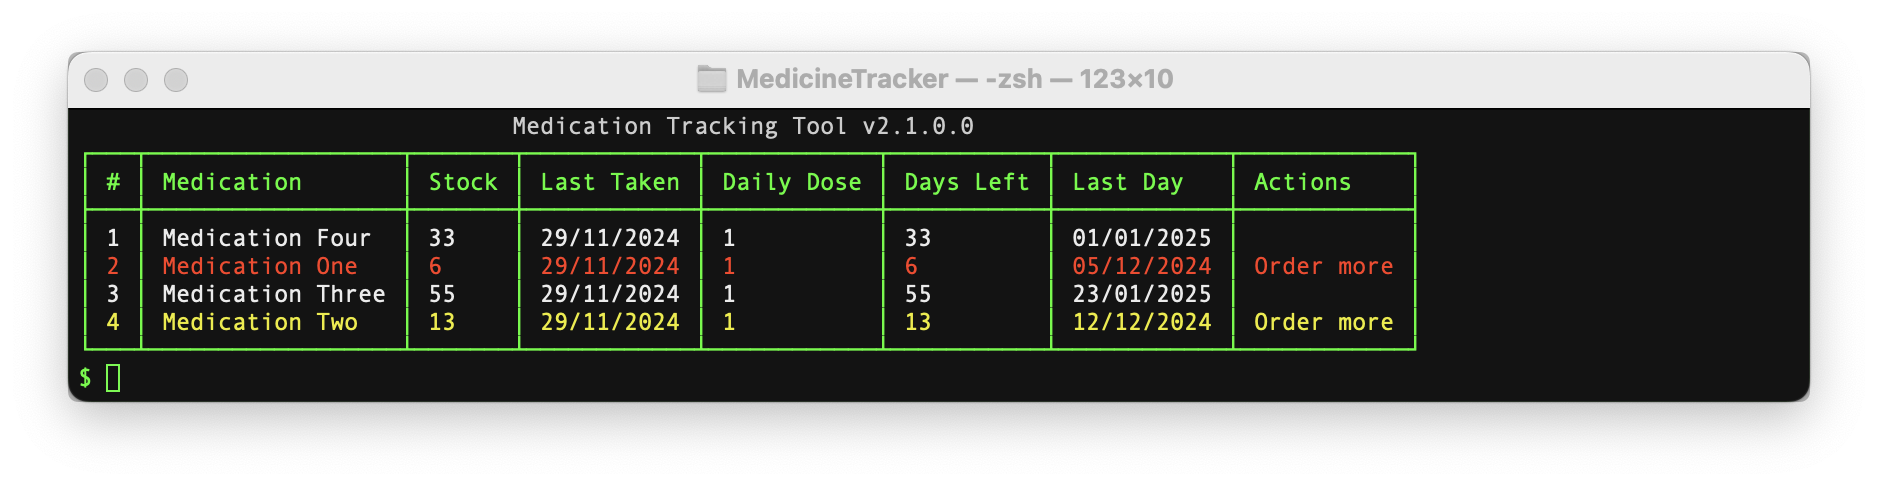 MedicineTracker — -zsh — 123×10
Medication Tracking Tool v2.1.0.0
# Medication Stock Last Taken Daily Dose Days Left Last Day Actions
1 Medication Four 33 29/11/2024 1 33 01/01/2025
2 Medication One 6 29/11/2024 1 6 05/12/2024 Order more
3 Medication Three 55 29/11/2024 1 55 23/01/2025
4 Medication Two 13 29/11/2024 1 13 12/12/2024 Order more
$